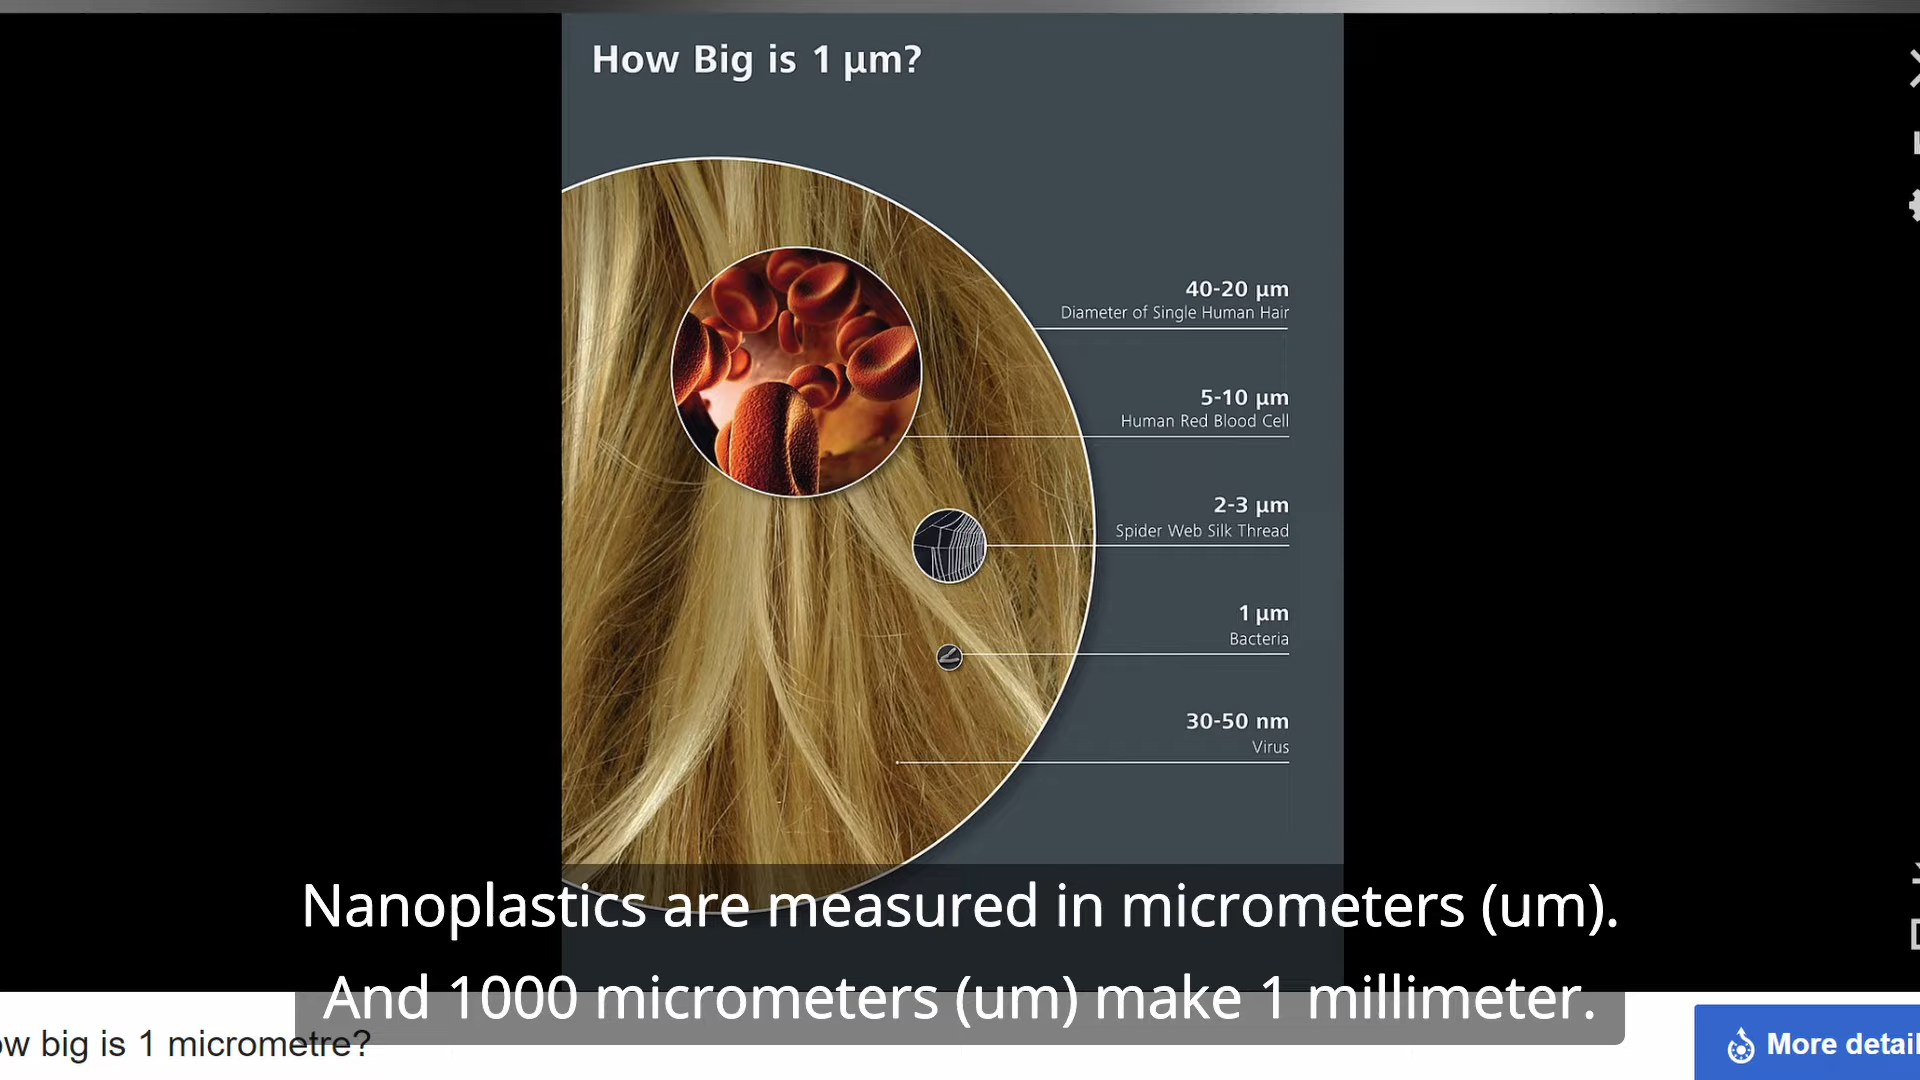 How Big is 1 µm?
40-20 µm
Diameter of Single Human Hair
5-10 µm
Human Red Blood Cell
2-3 µm
Spider Web Silk Thread
1 µm
Bacteria
30-50 nm
Virus
Nanoplastics are measured in micrometers (um).
And 1000 micrometers (um) make 1 millimeter.
ow big is 1 micrometre?
More detail